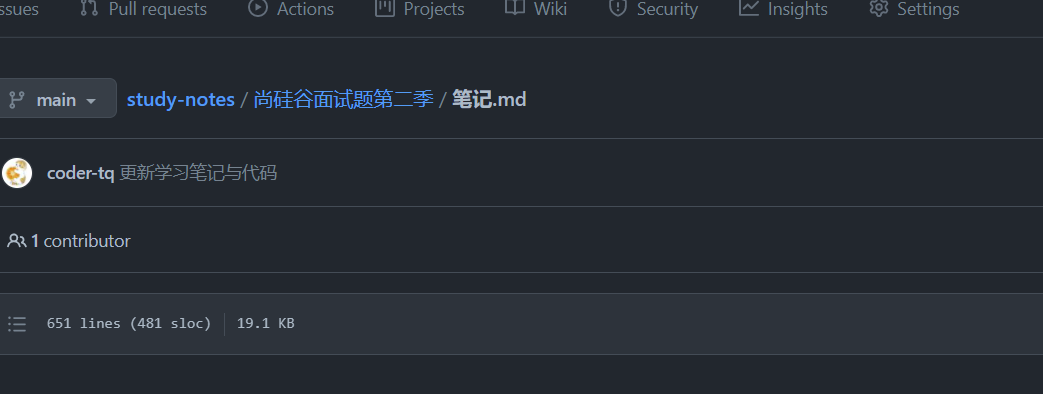 ssues Pull requests Actions Projects Wiki Security Insights Settings
main study-notes / 尚硅谷面试题第二季 / 笔记.md
coder-tq 更新学习笔记与代码
1 contributor
651 lines (481 sloc) 19.1 KB